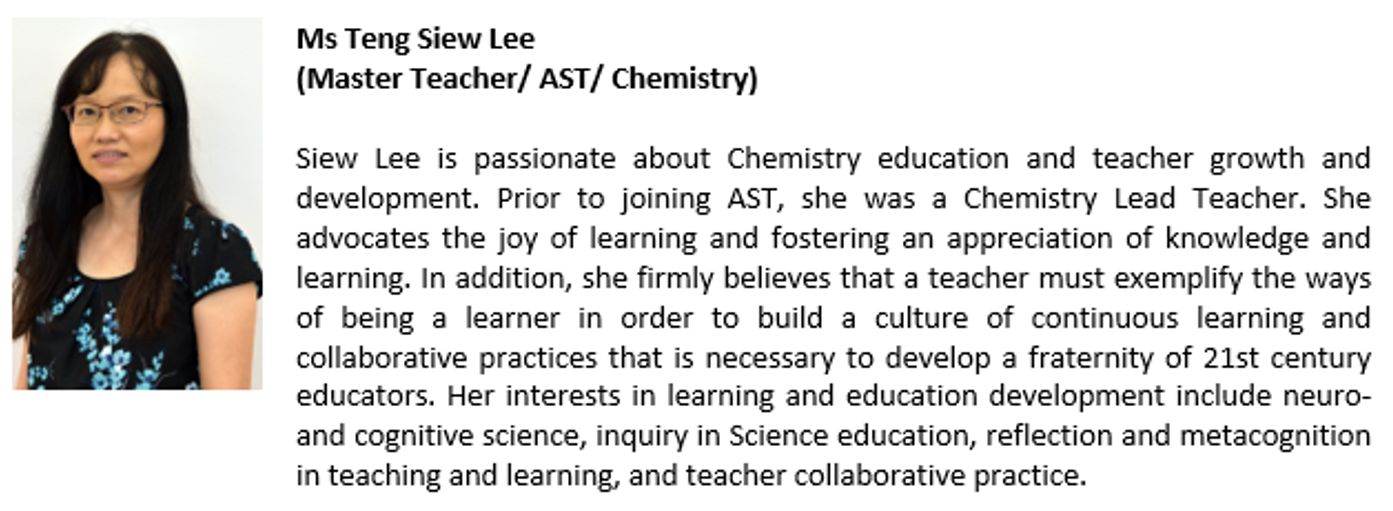 Ms Teng Siew Lee
(Master Teacher/ AST/ Chemistry)
Siew Lee is passionate about Chemistry education and teacher growth and
development. Prior to joining AST, she was a Chemistry Lead Teacher. She
advocates the joy of learning and fostering an appreciation of knowledge and
learning. In addition, she firmly believes that a teacher must exemplify the ways
of being a learner in order to build a culture of continuous learning and
collaborative practices that is necessary to develop a fraternity of 21st century
educators. Her interests in learning and education development include neuro-
and cognitive science, inquiry in Science education, reflection and metacognition
in teaching and learning, and teacher collaborative practice.